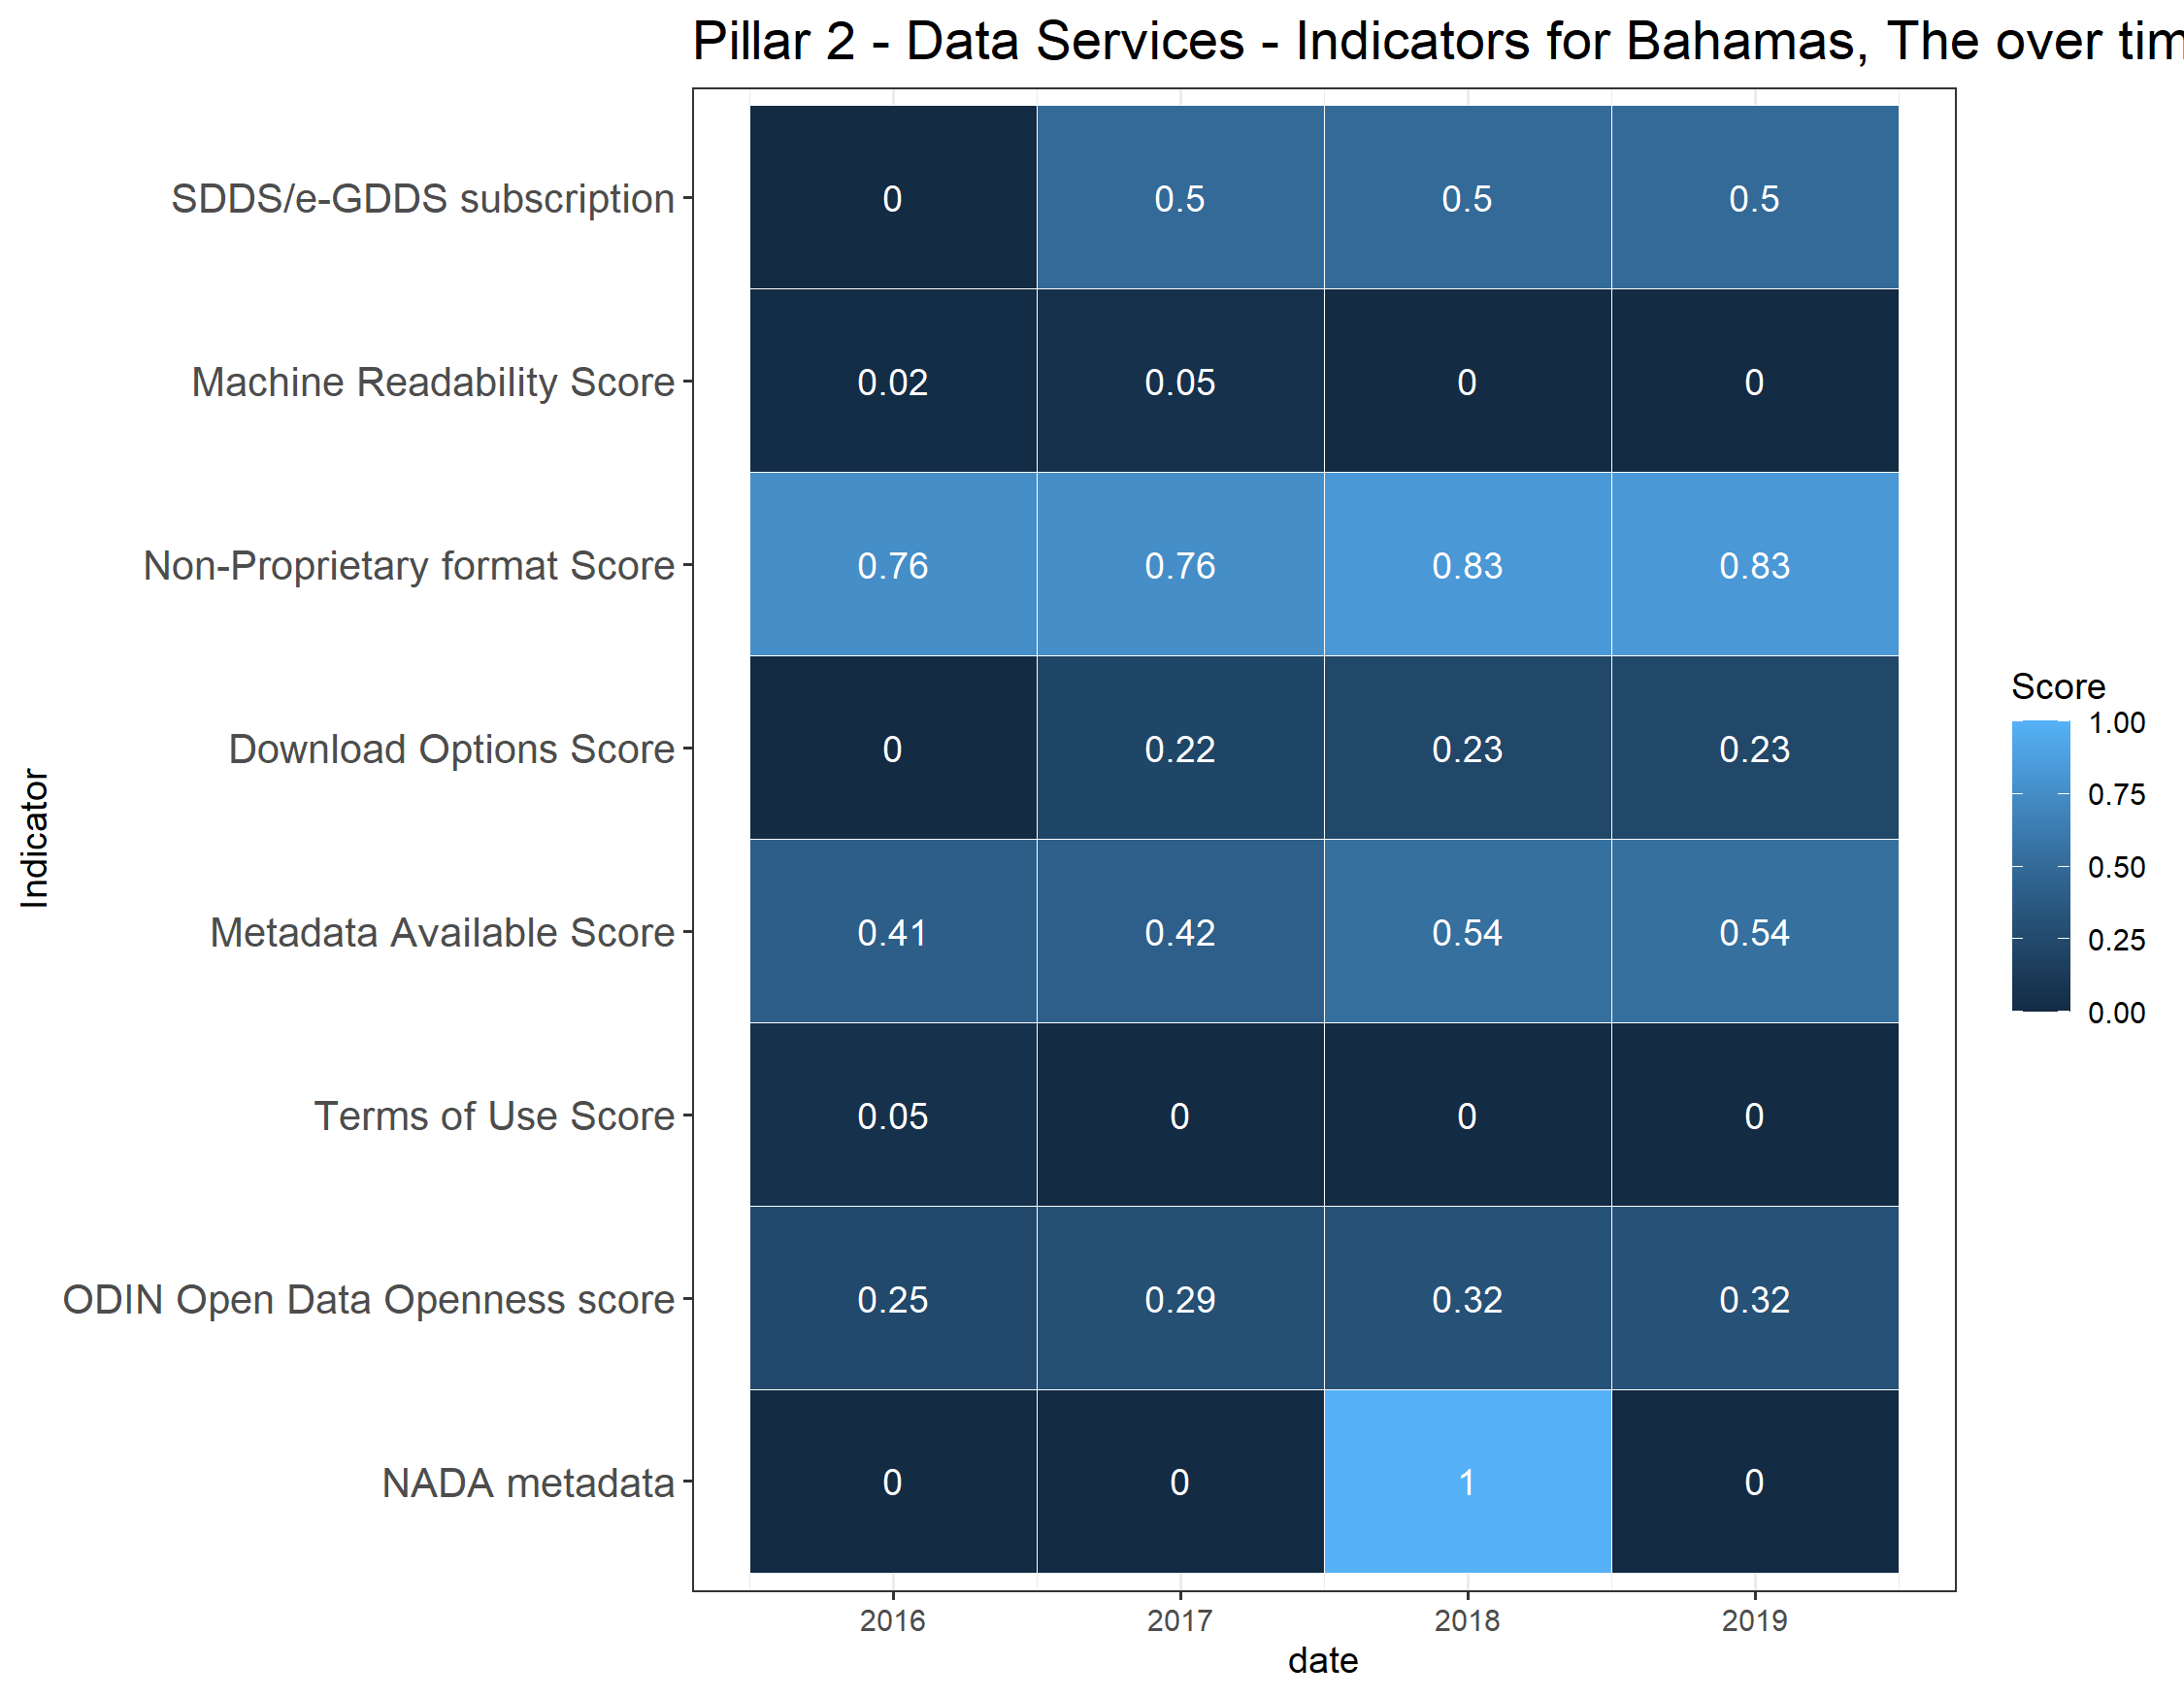 Pillar 2 - Data Services - Indicators for Bahamas, The over tim
SDDS/e-GDDS subscription 0 0.5 0.5 0.5
Machine Readability Score 0.02 0.05 0 0
Non-Proprietary format Score 0.76 0.76 0.83 0.83
Download Options Score 0 0.22 0.23 0.23
Metadata Available Score 0.41 0.42 0.54 0.54
Terms of Use Score 0.05 0 0 0
ODIN Open Data Openness score 0.25 0.29 0.32 0.32
NADA metadata 0 0 1 0
2016 2017 2018 2019
date
Indicator
Score
1.00
0.75
0.50
0.25
0.00